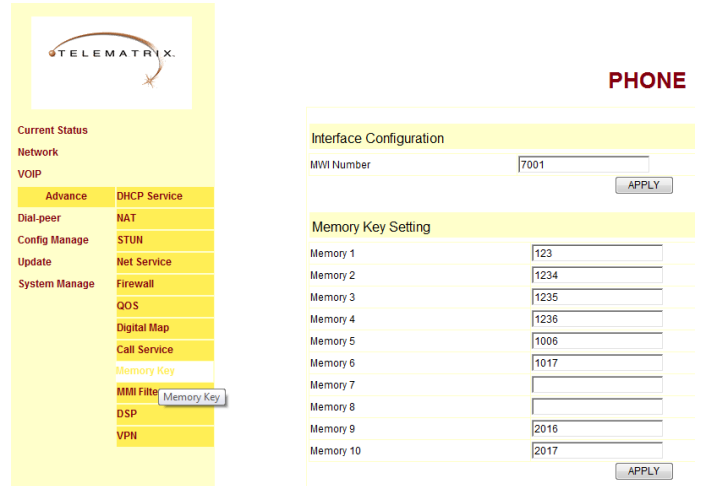 TELEMATRIX.
PHONE
Current Status
Network
VOIP
Advance
Dial-peer
Config Manage
Update
System Manage
DHCP Service
NAT
STUN
Net Service
Firewall
QOS
Digital Map
Call Service
Memory Key
MMI Filte
Memory Key
DSP
VPN
Interface Configuration
MWI Number 7001
APPLY
Memory Key Setting
Memory 1 123
Memory 2 1234
Memory 3 1235
Memory 4 1236
Memory 5 1006
Memory 6 1017
Memory 7
Memory 8
Memory 9 2016
Memory 10 2017
APPLY